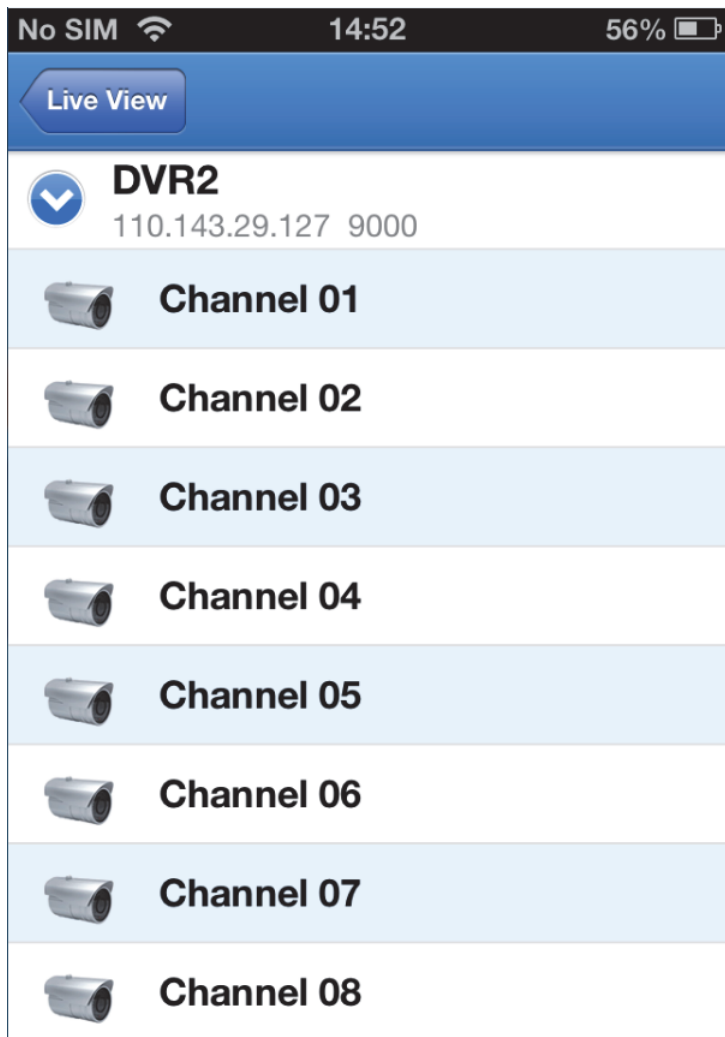 No SIM 14:52 56%
Live View
DVR2
110.143.29.127 9000
Channel 01
Channel 02
Channel 03
Channel 04
Channel 05
Channel 06
Channel 07
Channel 08